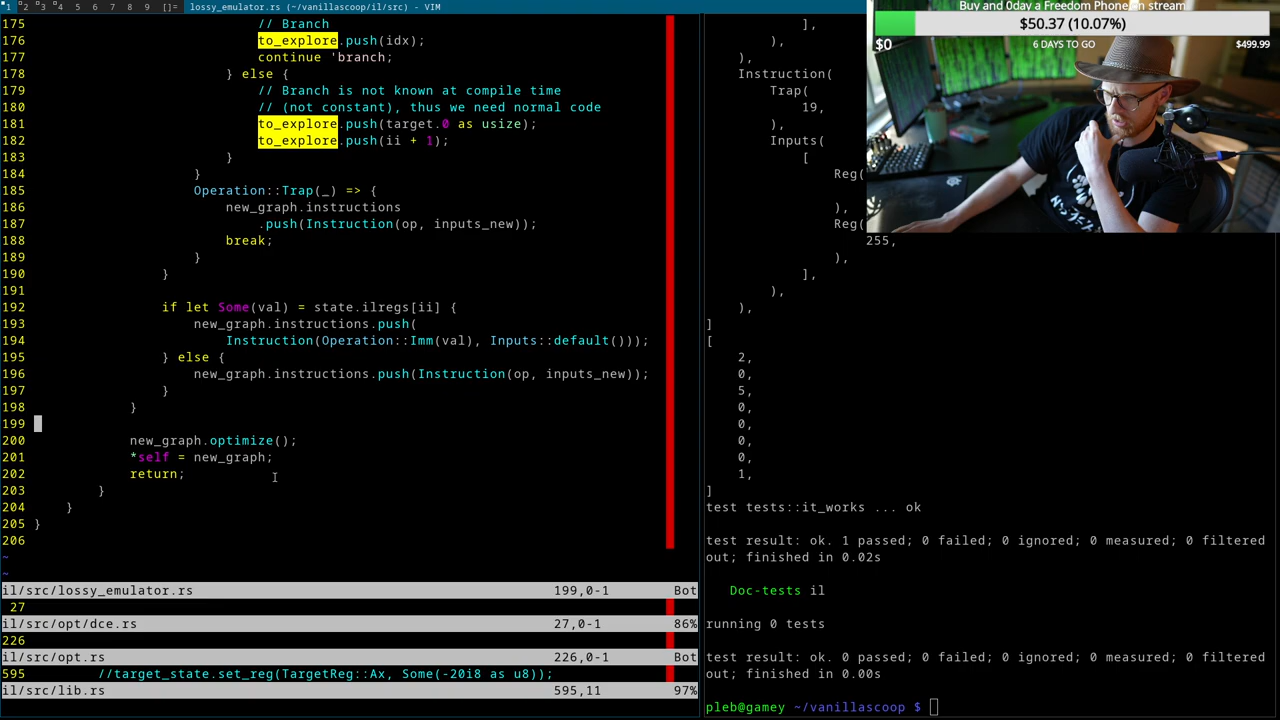 1 2 3 4 5 6 7 8 9 []= lossy_emulator.rs (~/vanillascoop/il/src) - VIM
175 // Branch
176 to_explore.push(idx);
177 continue 'branch;
178 } else {
179 // Branch is not known at compile time
180 // (not constant), thus we need normal code
181 to_explore.push(target.0 as usize);
182 to_explore.push(ii + 1);
183 }
184 }
185 Operation::Trap(_) => {
186 new_graph.instructions
187 .push(Instruction(op, inputs_new));
188 break;
189 }
190 }
191
192 if let Some(val) = state.ilregs[ii] {
193 new_graph.instructions.push(
194 Instruction(Operation::Imm(val), Inputs::default()));
195 } else {
196 new_graph.instructions.push(Instruction(op, inputs_new));
197 }
198 }
199
200 new_graph.optimize();
201 *self = new_graph;
202 return;
203 }
204 }
205 }
206
~
~
il/src/lossy_emulator.rs 199,0-1 Bot
27
il/src/opt/dce.rs 27,0-1 86%
226
il/src/opt.rs 226,0-1 Bot
595 //target_state.set_reg(TargetReg::Ax, Some(-20i8 as u8));
il/src/lib.rs 595,11 97%
],
),
),
Instruction(
Trap(
19,
),
Inputs(
[
Reg(
),
Reg(
255,
),
],
),
),
]
[
2,
0,
5,
0,
0,
0,
0,
1,
]
test tests::it_works ... ok
test result: ok. 1 passed; 0 failed; 0 ignored; 0 measured; 0 filtered
out; finished in 0.02s
Doc-tests il
running 0 tests
test result: ok. 0 passed; 0 failed; 0 ignored; 0 measured; 0 filtered
out; finished in 0.00s
pleb@gamey ~/vanillascoop $
Buy and 0day a Freedom Phone on stream
$50.37 (10.07%)
$0 6 DAYS TO GO $499.99